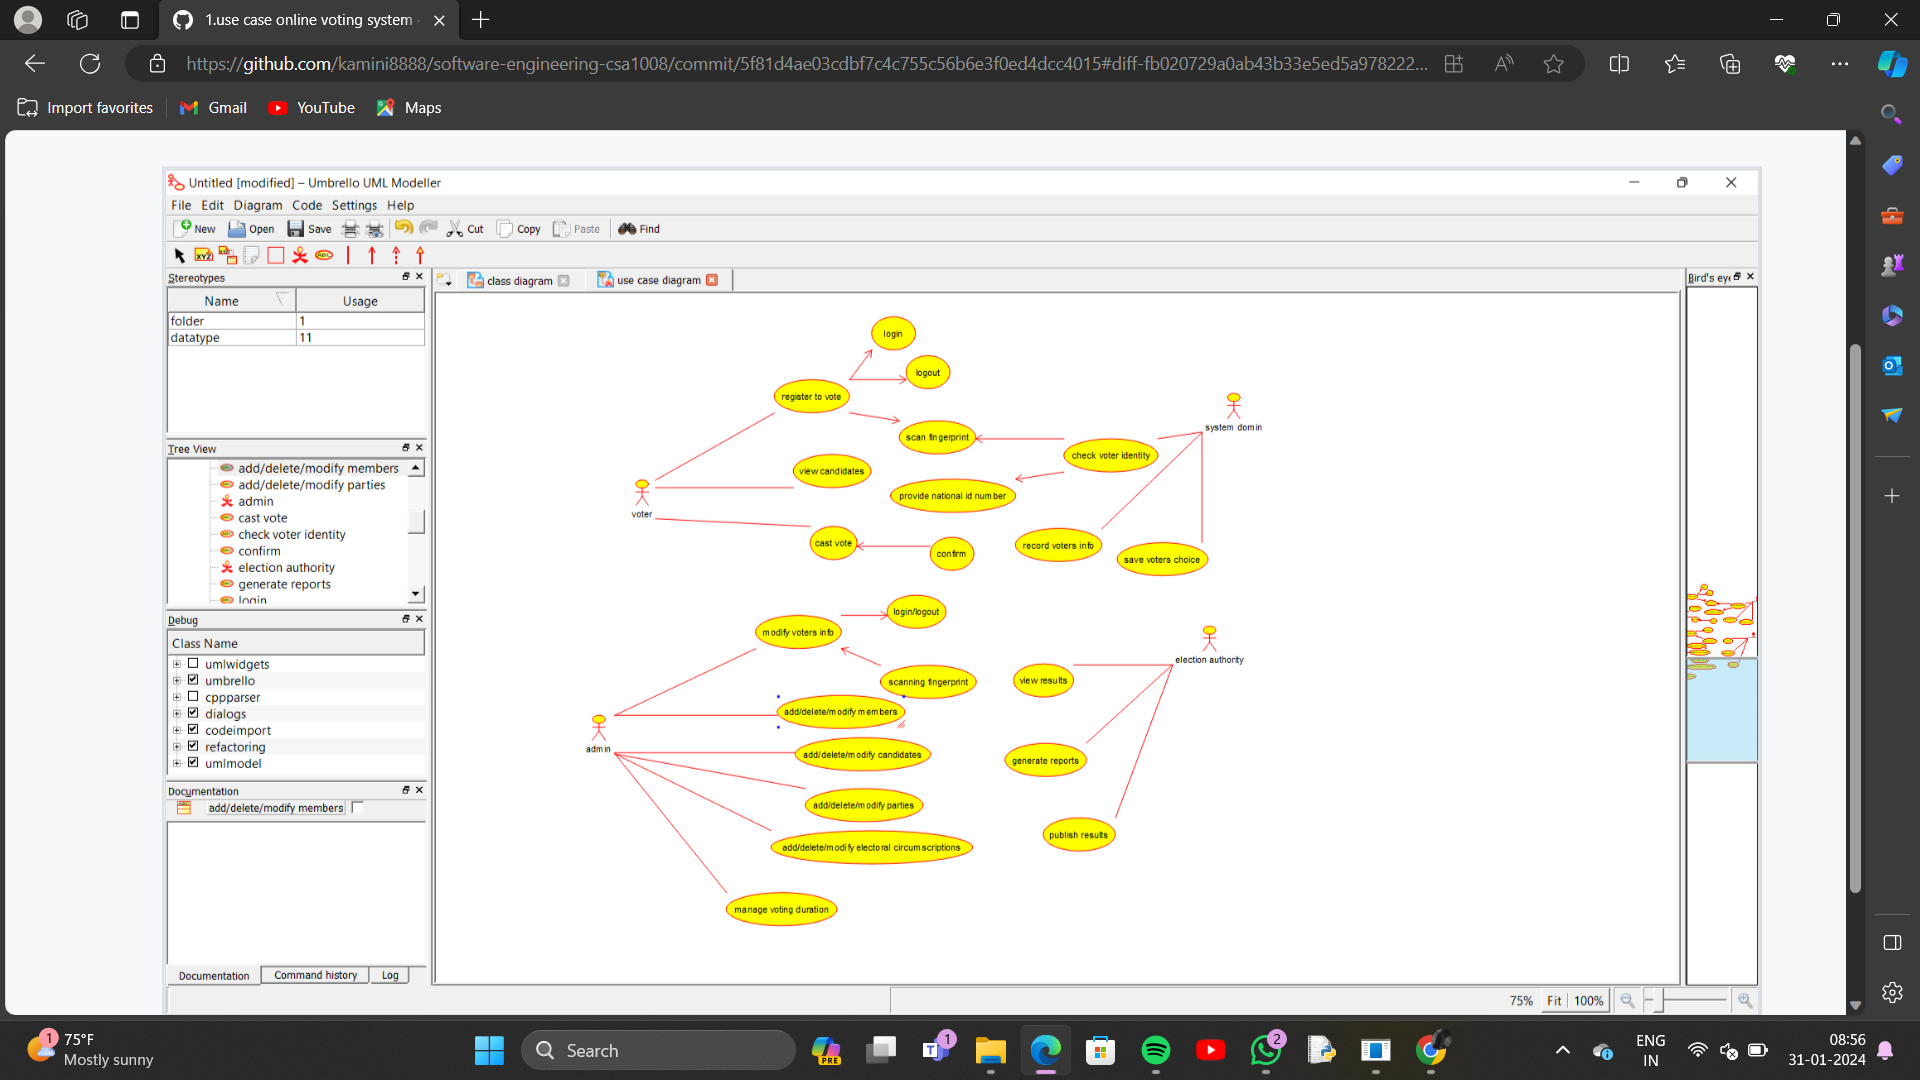 1.use case online voting system
https://github.com/kamini8888/software-engineering-csa1008/commit/5f81d4ae03cdbf7c4c755c56b6e3f0ed4dcc4015#diff-fb020729a0ab43b33e5ed5a978222...
Import favorites
Gmail
YouTube
Maps
Untitled [modified] – Umbrello UML Modeller
File Edit Diagram Code Settings Help
New Open Save Cut Copy Paste Find
Stereotypes
Name Usage
folder 1
datatype 11
Tree View
add/delete/modify members
add/delete/modify parties
admin
cast vote
check voter identity
confirm
election authority
generate reports
login
Debug
Class Name
umlwidgets
umbrello
cppparser
dialogs
codeimport
refactoring
umlmodel
Documentation
add/delete/modify members
Documentation Command history Log
class diagram
use case diagram
Bird's eye
login
logout
register to vote
scan fingerprint
system domin
check voter identity
view candidates
provide national id number
voter
cast vote
confirm
record voters info
save voters choice
login/logout
modify voters info
election authority
scanning fingerprint
view results
add/delete/modify members
admin
add/delete/modify candidates
generate reports
add/delete/modify parties
publish results
add/delete/modify electoral circumscriptions
manage voting duration
75% Fit 100%
1
75°F
Mostly sunny
Search
PRE
1
2
ENG
IN
08:56
31-01-2024